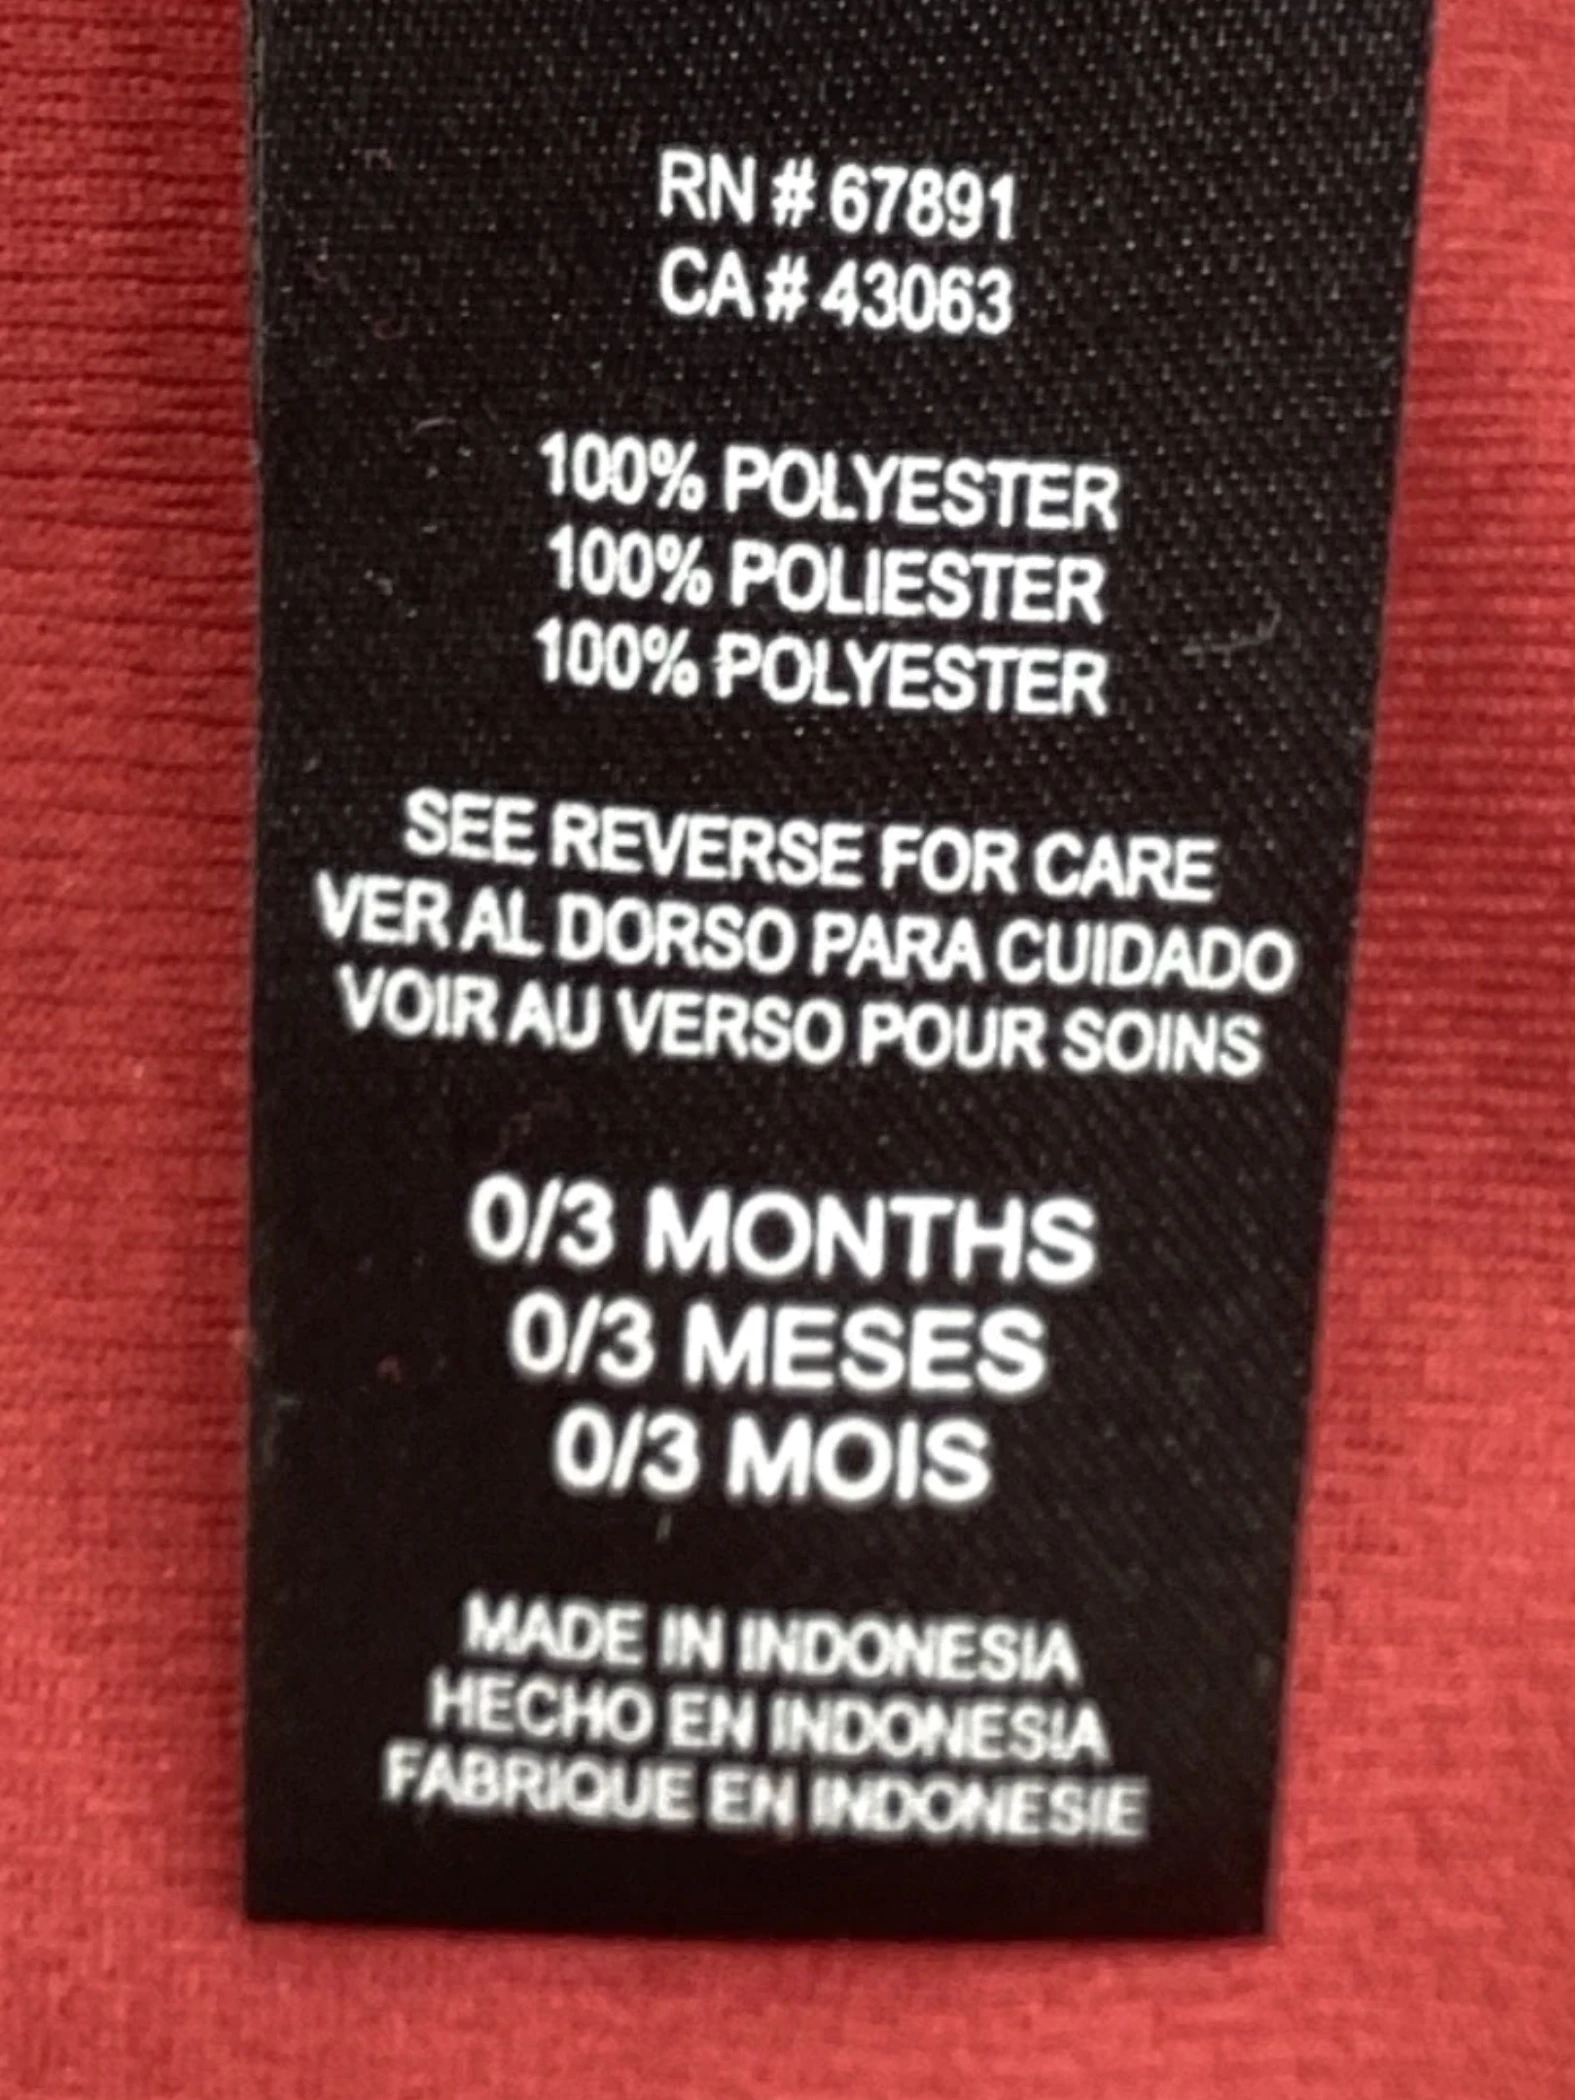 RN # 67891
CA # 43063
100% POLYESTER
100% POLIESTER
100% POLYESTER
SEE REVERSE FOR CARE
VER AL DORSO PARA CUIDADO
VOIR AU VERSO POUR SOINS
0/3 MONTHS
0/3 MESES
0/3 MOIS
MADE IN INDONESIA
HECHO EN INDONESIA
FABRIQUE EN INDONESIE